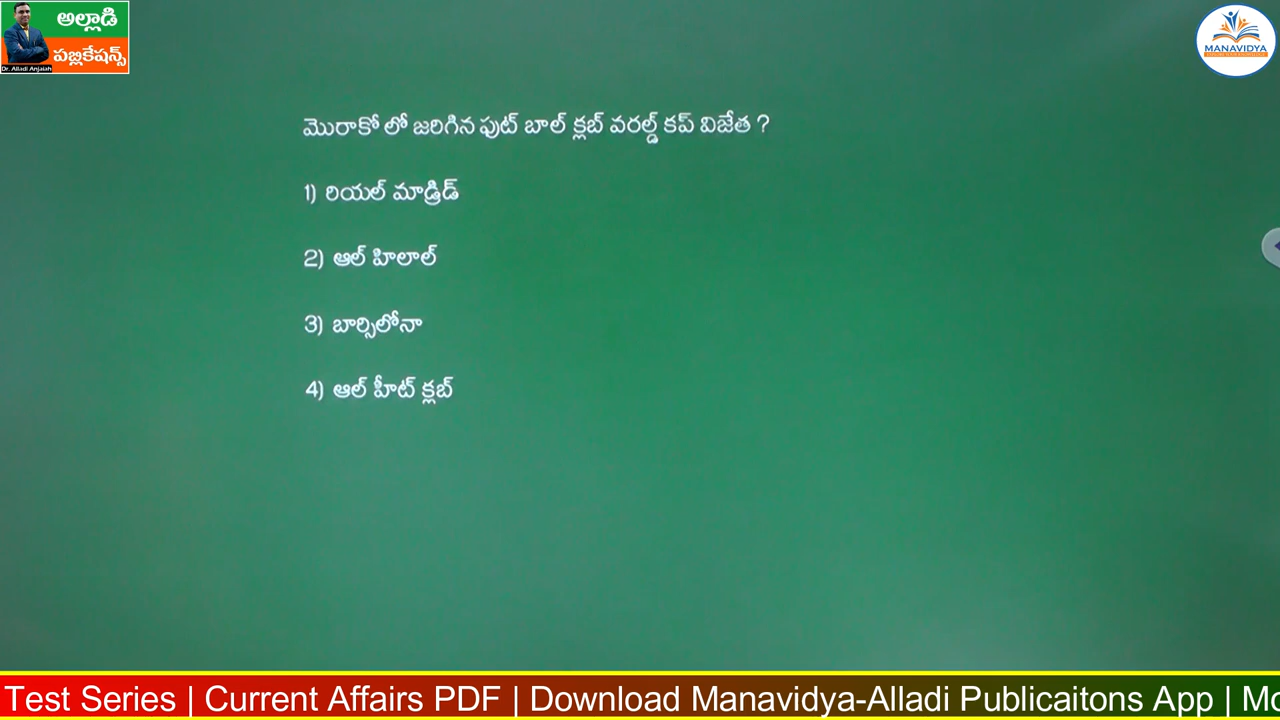 అల్లాడి
పబ్లికేషన్స్
Dr. Alladi Anjaiah
MANAVIDYA
మొరాకో లో జరిగిన ఫుట్ బాల్ క్లబ్ వరల్డ్ కప్ విజేత ?
1) రియల్ మాడ్రిడ్
2) ఆల్ హిలాల్
3) బార్సిలోనా
4) ఆల్ హీట్ క్లబ్
Test Series | Current Affairs PDF | Download Manavidya-Alladi Publicaitons App | Mo